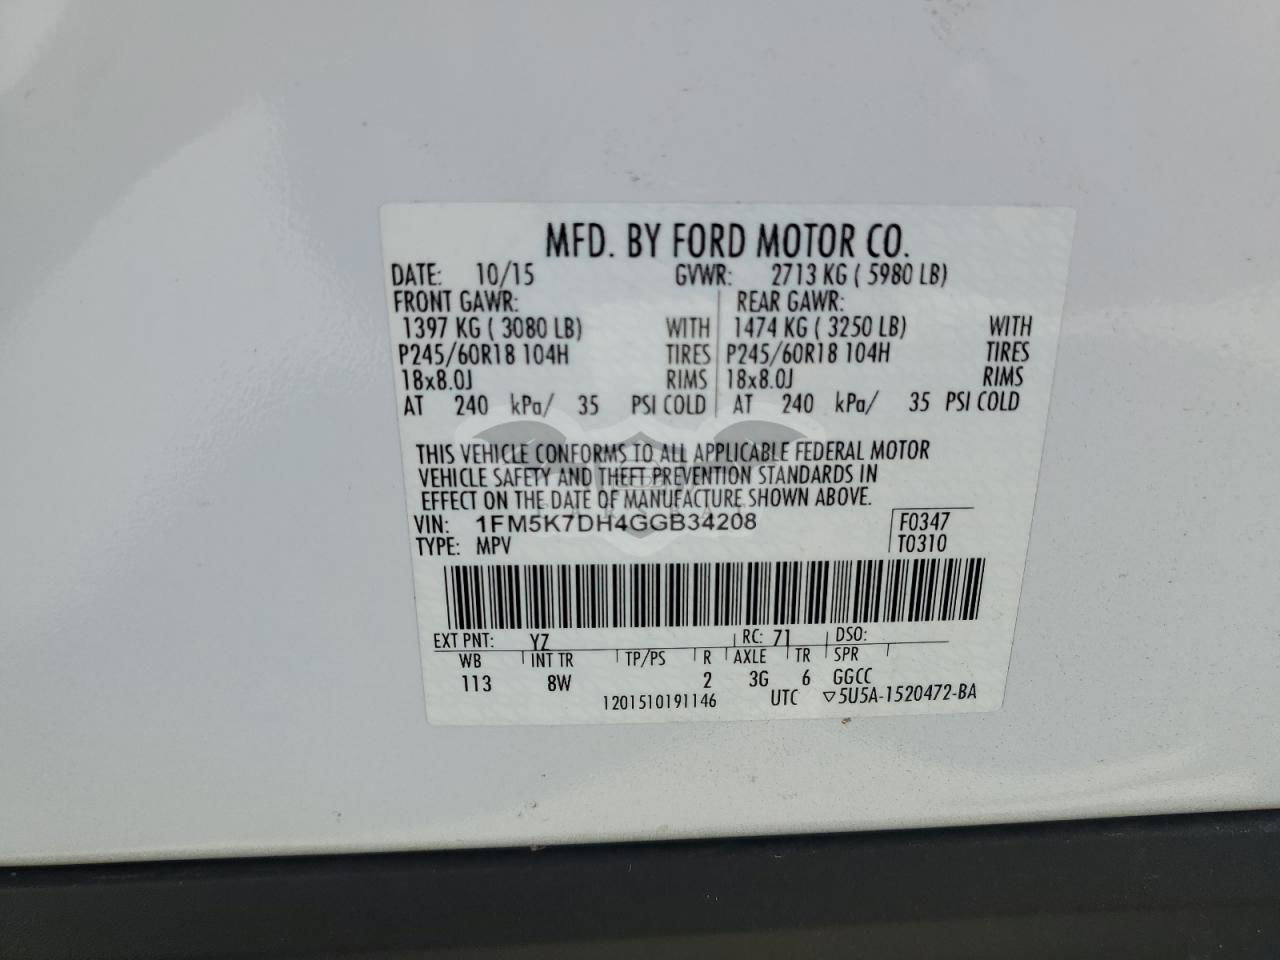 MFD. BY FORD MOTOR CO.
DATE: 10/15 GVWR: 2713 KG ( 5980 LB)
FRONT GAWR: REAR GAWR:
1397 KG ( 3080 LB) WITH 1474 KG ( 3250 LB) WITH
P245/60R18 104H TIRES P245/60R18 104H TIRES
18x8.0J RIMS 18x8.0J RIMS
AT 240 kPa/ 35 PSI COLD AT 240 kPa/ 35 PSI COLD
THIS VEHICLE CONFORMS TO ALL APPLICABLE FEDERAL MOTOR
VEHICLE SAFETY AND THEFT PREVENTION STANDARDS IN
EFFECT ON THE DATE OF MANUFACTURE SHOWN ABOVE.
VIN: 1FM5K7DH4GGB34208 F0347
TYPE: MPV T0310
EXT PNT: YZ RC: 71 DSO:
WB INT TR TP/PS R AXLE TR SPR
113 8W 2 3G 6 GGCC
1201510191146 UTC ▽5U5A-1520472-BA